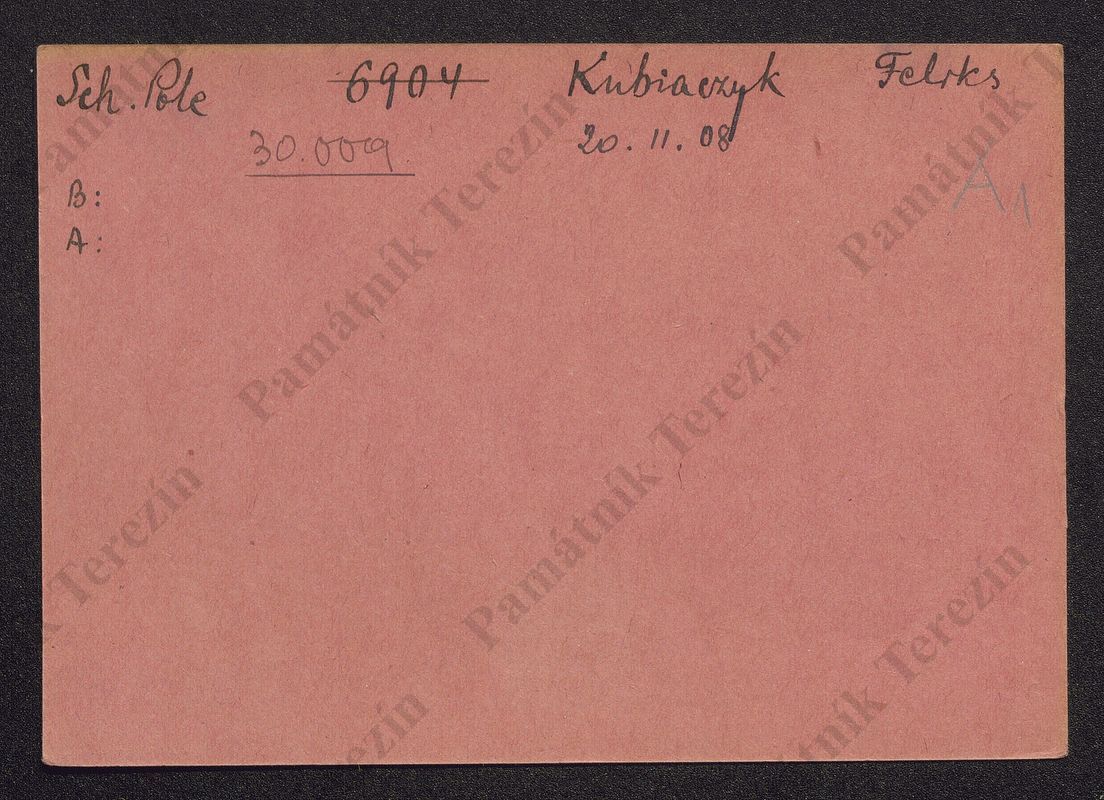 Sch. Pole 6904 Kubiaczyk Felrks
30.009 20. 11. 08
A1
B:
A:
Památník Terezín
Památník Terezín
Památník Terezín
Památník Terezín
Památník Terezín
Památník Terezín